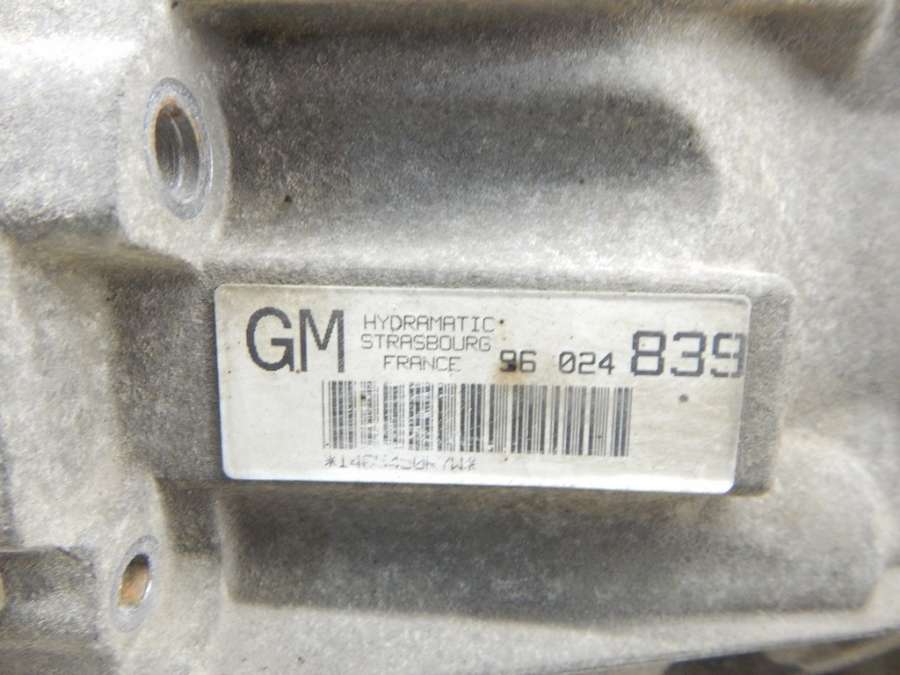 GM
HYDRAMATIC
STRASBOURG
FRANCE 96 024 839